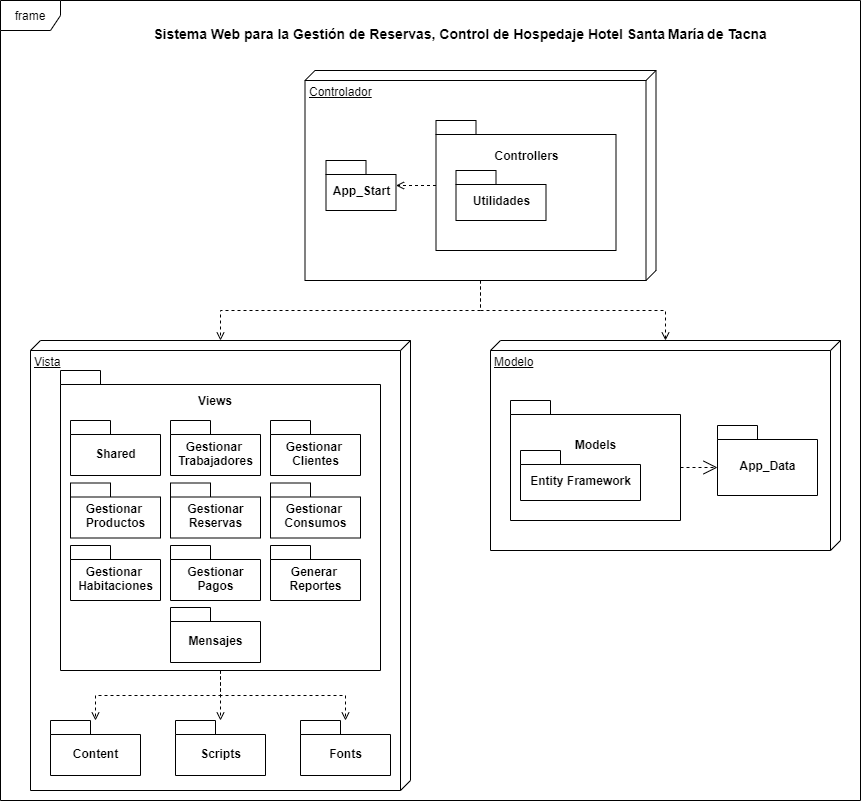 frame
Sistema Web para la Gestión de Reservas, Control de Hospedaje Hotel Santa María de Tacna
Controlador
Controllers
App_Start
Utilidades
Vista
Views
Shared
Gestionar
Trabajadores
Gestionar
Clientes
Gestionar
Productos
Gestionar
Reservas
Gestionar
Consumos
Gestionar
Habitaciones
Gestionar
Pagos
Generar
Reportes
Mensajes
Content
Scripts
Fonts
Modelo
Models
Entity Framework
App_Data